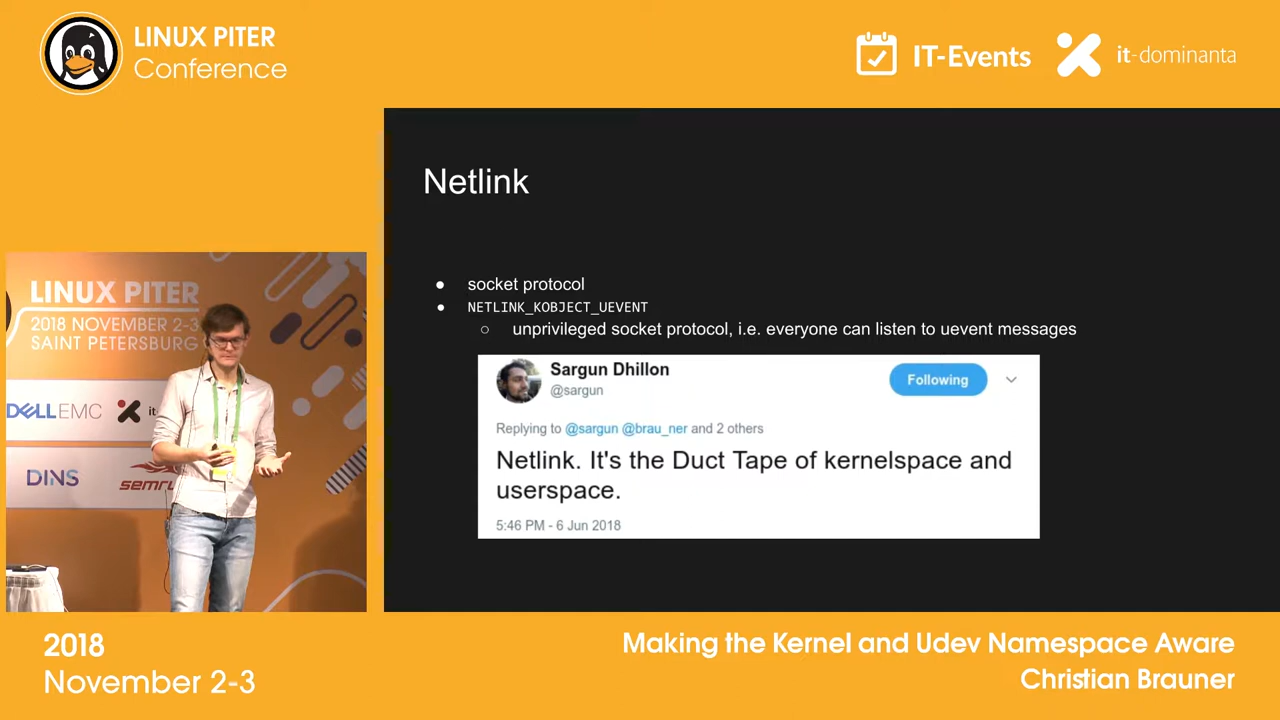 LINUX PITER
Conference
IT-Events
it-dominanta
Netlink
● socket protocol
● NETLINK_KOBJECT_UEVENT
○ unprivileged socket protocol, i.e. everyone can listen to uevent messages
Sargun Dhillon
@sargun
Following
Replying to @sargun @brau_ner and 2 others
Netlink. It's the Duct Tape of kernelspace and
userspace.
5:46 PM - 6 Jun 2018
LINUX PITER
2018 NOVEMBER 2-3
SAINT PETERSBURG
DELLEMC
it-
DINS
semru
2018
November 2-3
Making the Kernel and Udev Namespace Aware
Christian Brauner